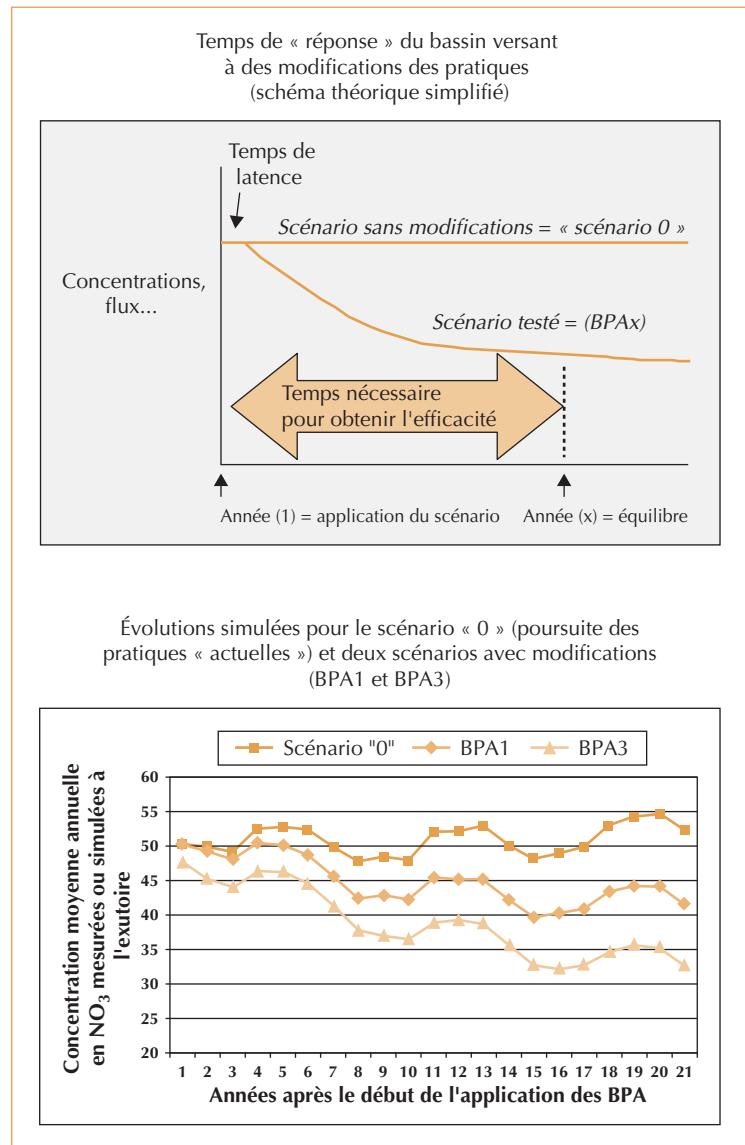 Temps de « réponse » du bassin versant
à des modifications des pratiques
(schéma théorique simplifié)
Temps de
latence
Scénario sans modifications = « scénario 0 »
Concentrations,
flux...
Scénario testé = (BPAx)
Temps nécessaire
pour obtenir l'efficacité
Année (1) = application du scénario Année (x) = équilibre
Évolutions simulées pour le scénario « 0 » (poursuite des
pratiques « actuelles ») et deux scénarios avec modifications
(BPA1 et BPA3)
Scénario "0" BPA1 BPA3
Concentration moyenne annuelle
en NO3 mesurées ou simulées à
l'exutoire
60
55
50
45
40
35
30
25
20
1 2 3 4 5 6 7 8 9 10 11 12 13 14 15 16 17 18 19 20 21
Années après le début de l'application des BPA